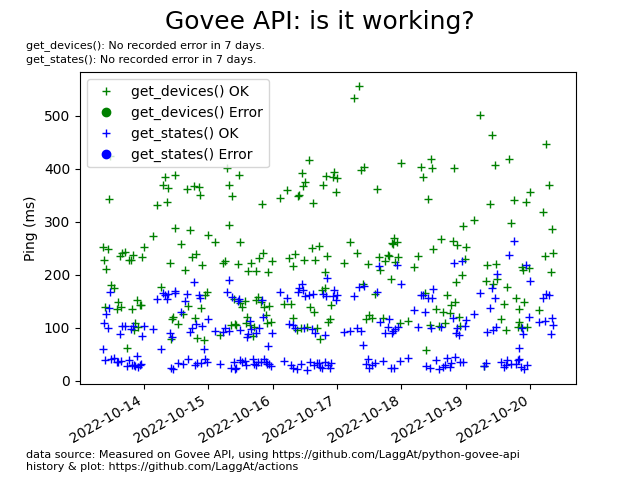 Govee API: is it working?
get_devices(): No recorded error in 7 days.
get_states(): No recorded error in 7 days.
get_devices() OK
get_devices() Error
get_states() OK
get_states() Error
Ping (ms)
500
400
300
200
100
0
2022-10-14
2022-10-15
2022-10-16
2022-10-17
2022-10-18
2022-10-19
2022-10-20
data source: Measured on Govee API, using https://github.com/LaggAt/python-govee-api
history & plot: https://github.com/LaggAt/actions